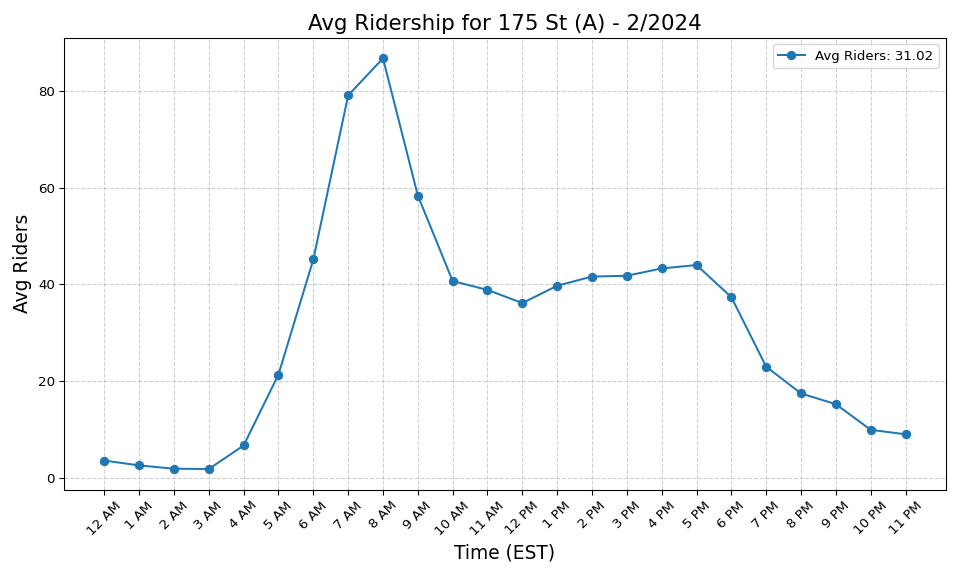 Avg Ridership for 175 St (A) - 2/2024
Avg Riders: 31.02
Avg Riders
80
60
40
20
0
12 AM
1 AM
2 AM
3 AM
4 AM
5 AM
6 AM
7 AM
8 AM
9 AM
10 AM
11 AM
12 PM
1 PM
2 PM
3 PM
4 PM
5 PM
6 PM
7 PM
8 PM
9 PM
10 PM
11 PM
Time (EST)